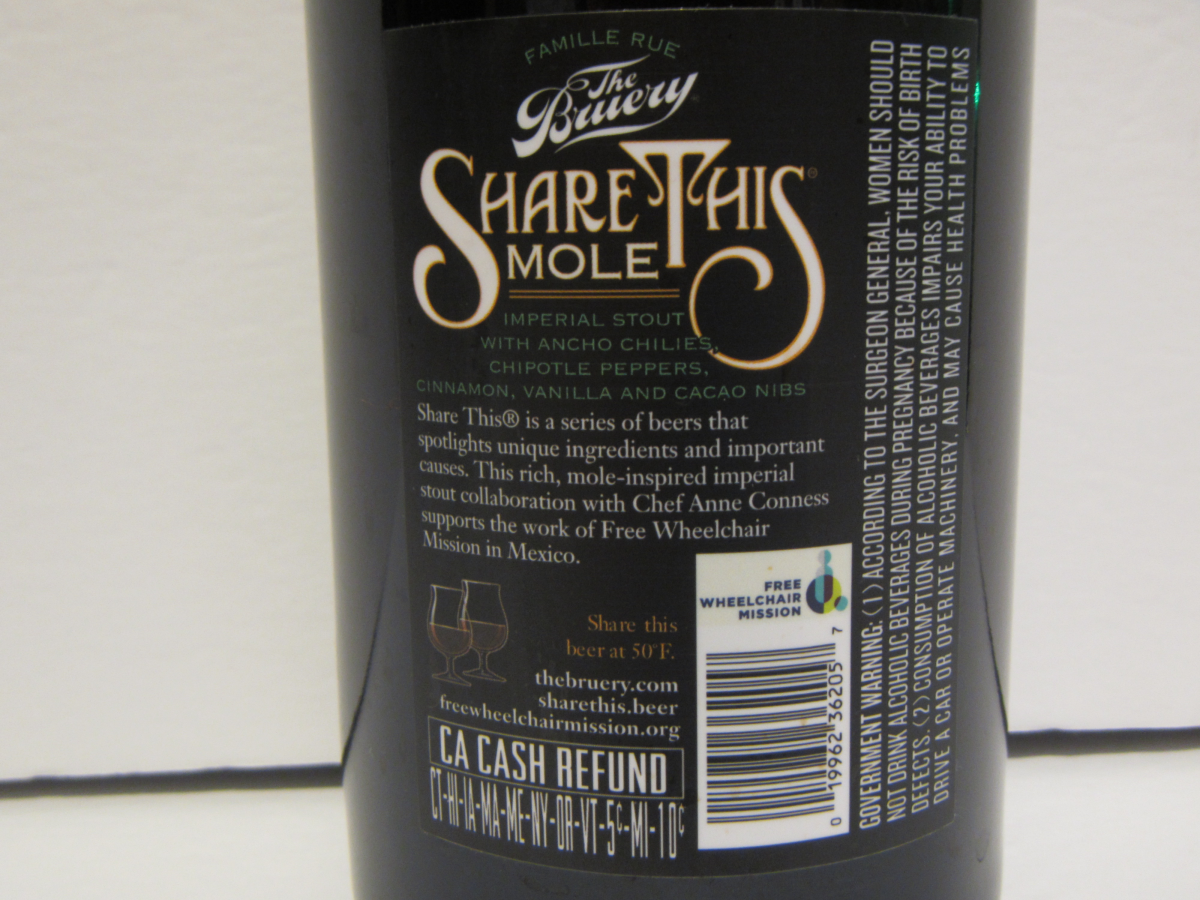 FAMILLE RUE
The
Bruery
SHARE THIS®
MOLE
IMPERIAL STOUT
WITH ANCHO CHILIES,
CHIPOTLE PEPPERS,
CINNAMON, VANILLA AND CACAO NIBS
Share This® is a series of beers that
spotlights unique ingredients and important
causes. This rich, mole-inspired imperial
stout collaboration with Chef Anne Conness
supports the work of Free Wheelchair
Mission in Mexico.
Share this
beer at 50°F.
thebruery.com
sharethis.beer
freewheelchairmission.org
CA CASH REFUND
CT-HI-IA-MA-ME-NY-OR-VT-5¢-MI-10¢
FREE
WHEELCHAIR
MISSION
0 19962 36205 7
GOVERNMENT WARNING: (1) ACCORDING TO THE SURGEON GENERAL, WOMEN SHOULD
NOT DRINK ALCOHOLIC BEVERAGES DURING PREGNANCY BECAUSE OF THE RISK OF BIRTH
DEFECTS. (2) CONSUMPTION OF ALCOHOLIC BEVERAGES IMPAIRS YOUR ABILITY TO
DRIVE A CAR OR OPERATE MACHINERY, AND MAY CAUSE HEALTH PROBLEMS